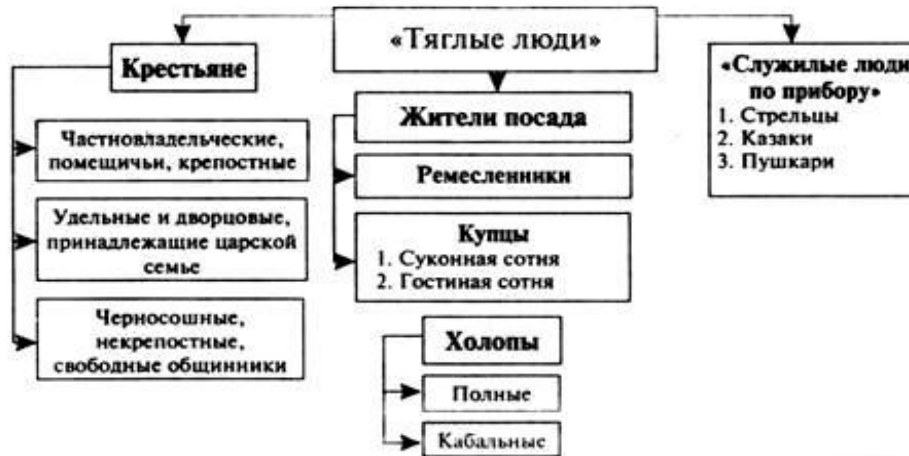 «Тяглые люди»
Крестьяне
Частновладельческие,
помещичьи, крепостные
Удельные и дворцовые,
принадлежащие царской
семье
Черносошные,
некрепостные,
свободные общинники
Жители посада
Ремесленники
Купцы
1. Суконная сотня
2. Гостиная сотня
Холопы
Полные
Кабальные
«Служилые люди
по прибору»
1. Стрельцы
2. Казаки
3. Пушкари